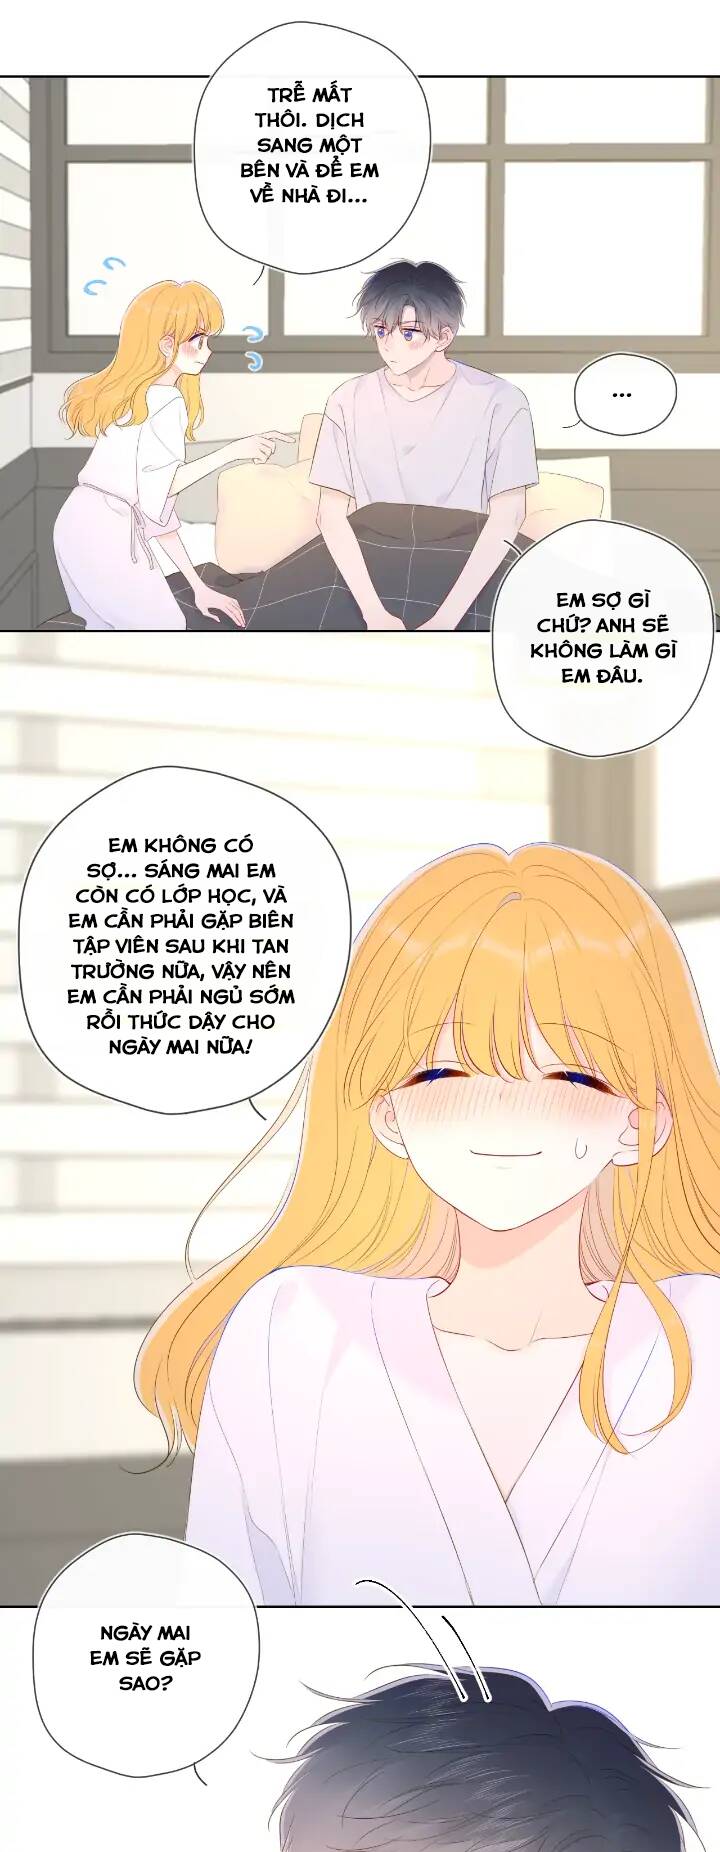 TRỄ MẤT
THÔI. DỊCH
SANG MỘT
BÊN VÀ ĐỂ EM
VỀ NHÀ ĐI...
...
EM SỢ GÌ
CHỨ? ANH SẼ
KHÔNG LÀM GÌ
EM ĐÂU.
EM KHÔNG CÓ
SỢ... SÁNG MAI EM
CÒN CÓ LỚP HỌC, VÀ
EM CẦN PHẢI GẶP BIÊN
TẬP VIÊN SAU KHI TAN
TRƯỜNG NỮA, VẬY NÊN
EM CẦN PHẢI NGỦ SỚM
RỒI THỨC DẬY CHO
NGÀY MAI NỮA!
NGÀY MAI
EM SẼ GẶP
SAO?